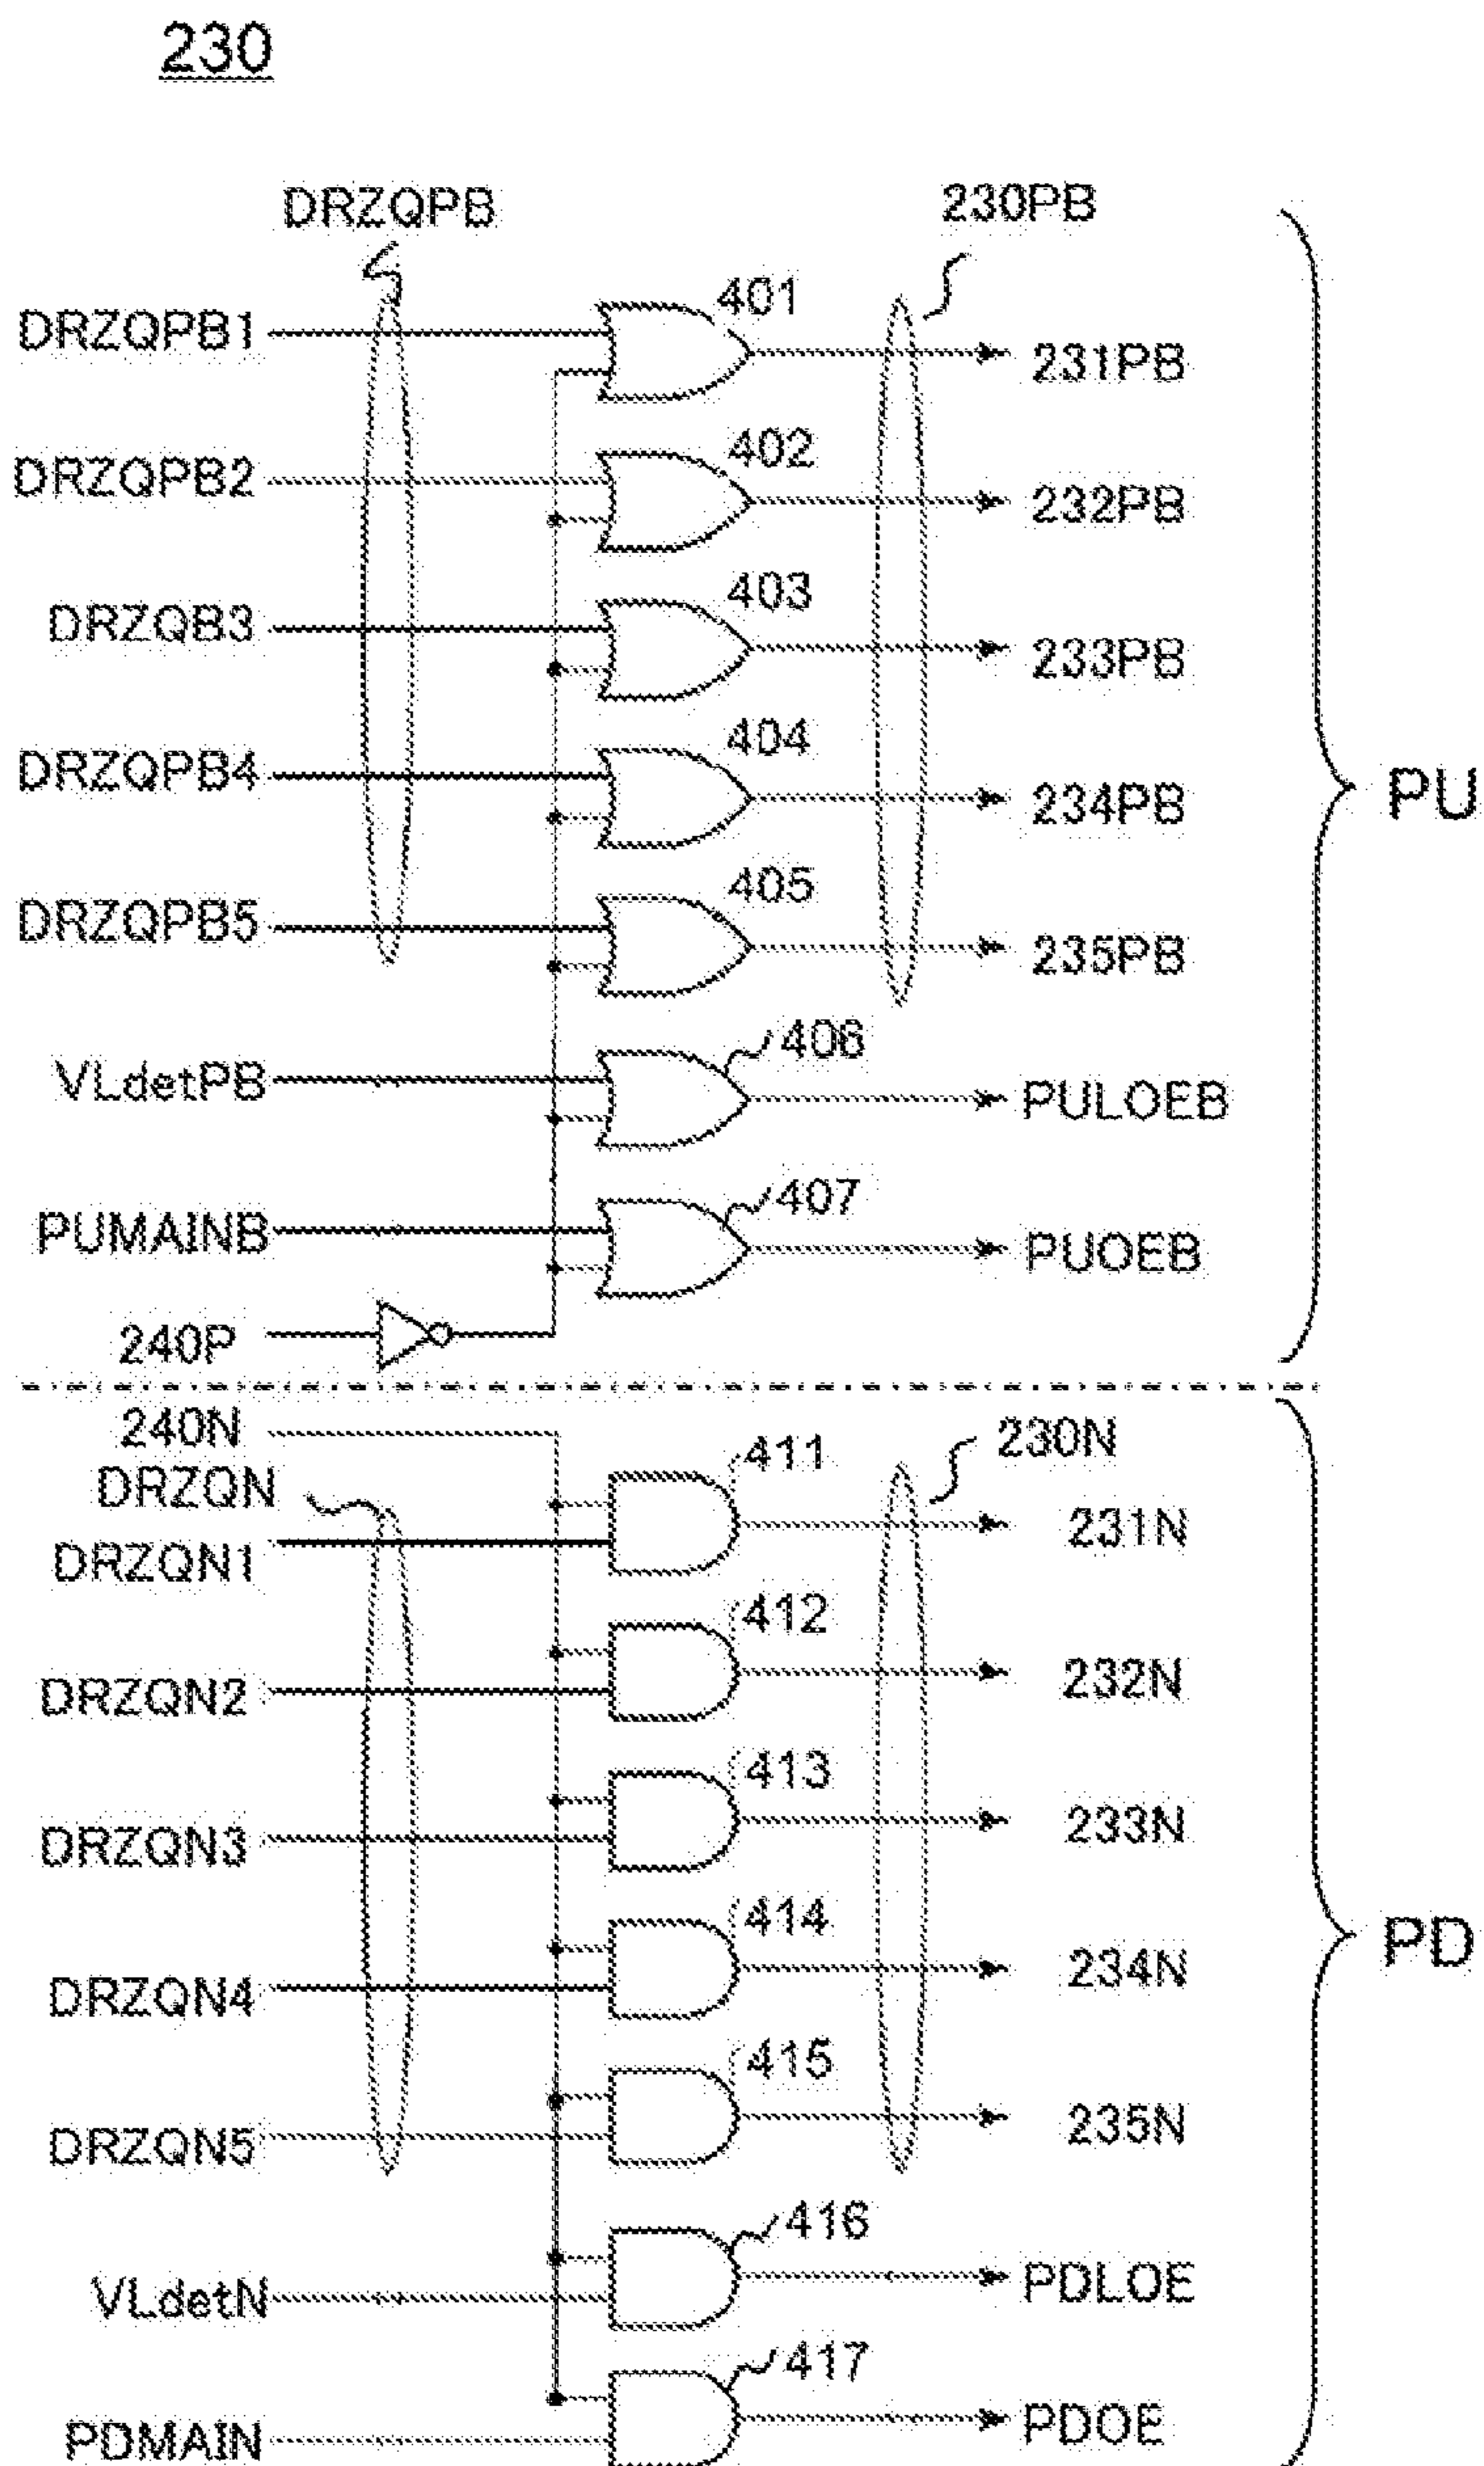 230
DRZQPB
230PB
DRZQPB1
401
231PB
DRZQPB2
402
232PB
DRZQB3
403
233PB
PU
DRZQPB4
404
234PB
DRZQPB5
405
235PB
VLdetPB
406
PULOEB
PUMAINB
407
PUOEB
240P
240N
230N
DRZQN
411
231N
DRZQN1
412
232N
DRZQN2
413
233N
DRZQN3
PD
414
234N
DRZQN4
415
235N
DRZQN5
416
PDLOE
VLdetN
417
PDOE
PDMAIN